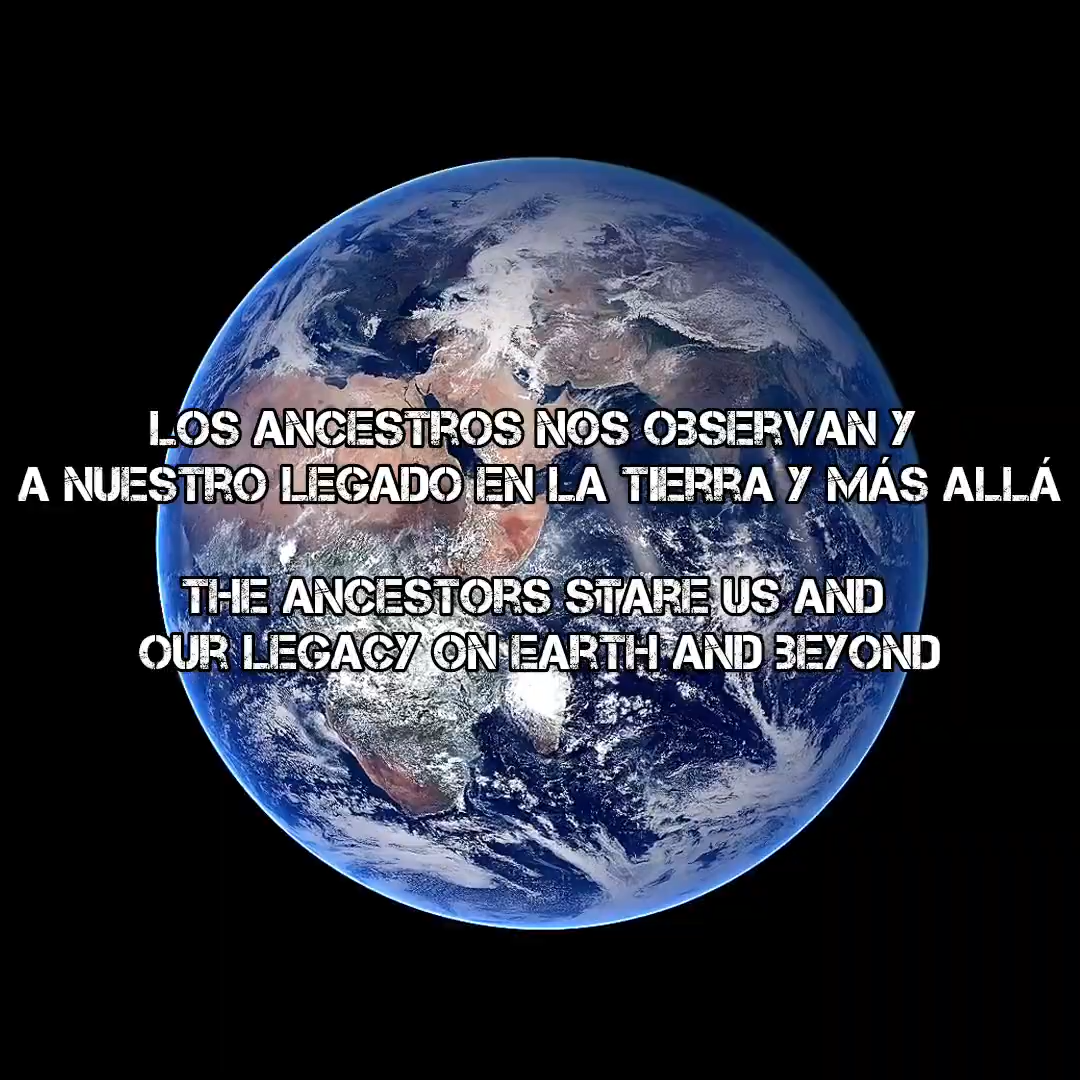 LOS ANCESTROS NOS OBSERVAN Y
A NUESTRO LEGADO EN LA TIERRA Y MÁS ALLÁ
THE ANCESTORS STARE US AND
OUR LEGACY ON EARTH AND BEYOND